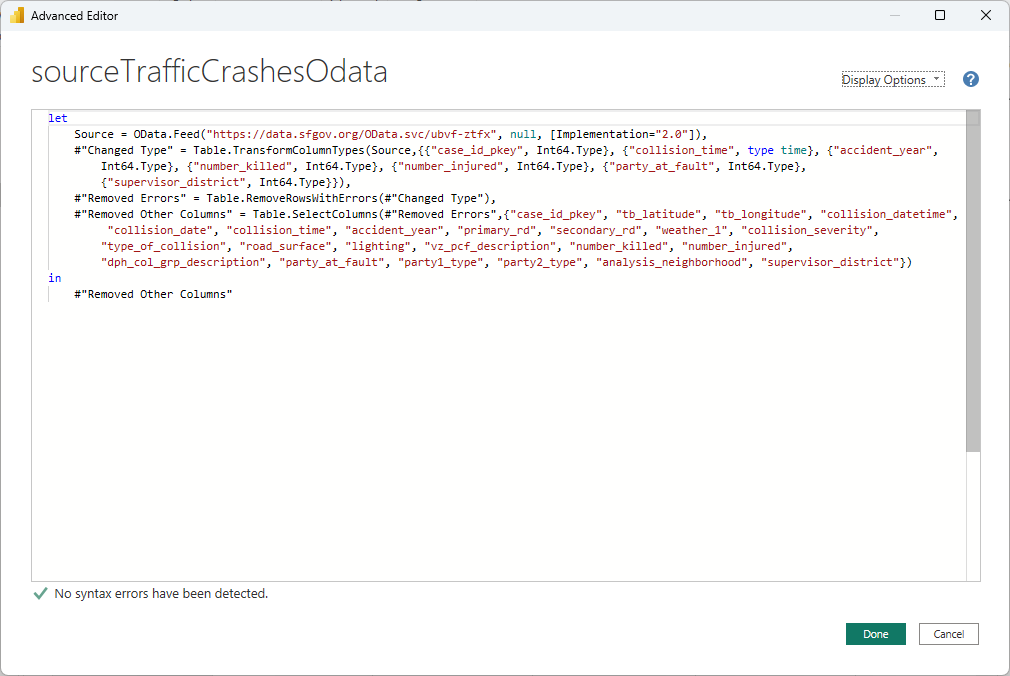 Advanced Editor
sourceTrafficCrashesOdata
Display Options
?
let
Source = OData.Feed("https://data.sfgov.org/OData.svc/ubvf-ztfx", null, [Implementation="2.0"]),
#"Changed Type" = Table.TransformColumnTypes(Source,{{"case_id_pkey", Int64.Type}, {"collision_time", type time}, {"accident_year",
Int64.Type}, {"number_killed", Int64.Type}, {"number_injured", Int64.Type}, {"party_at_fault", Int64.Type},
{"supervisor_district", Int64.Type}}),
#"Removed Errors" = Table.RemoveRowsWithErrors(#"Changed Type"),
#"Removed Other Columns" = Table.SelectColumns(#"Removed Errors",{"case_id_pkey", "tb_latitude", "tb_longitude", "collision_datetime",
"collision_date", "collision_time", "accident_year", "primary_rd", "secondary_rd", "weather_1", "collision_severity",
"type_of_collision", "road_surface", "lighting", "vz_pcf_description", "number_killed", "number_injured",
"dph_col_grp_description", "party_at_fault", "party1_type", "party2_type", "analysis_neighborhood", "supervisor_district"})
in
#"Removed Other Columns"
No syntax errors have been detected.
Done
Cancel